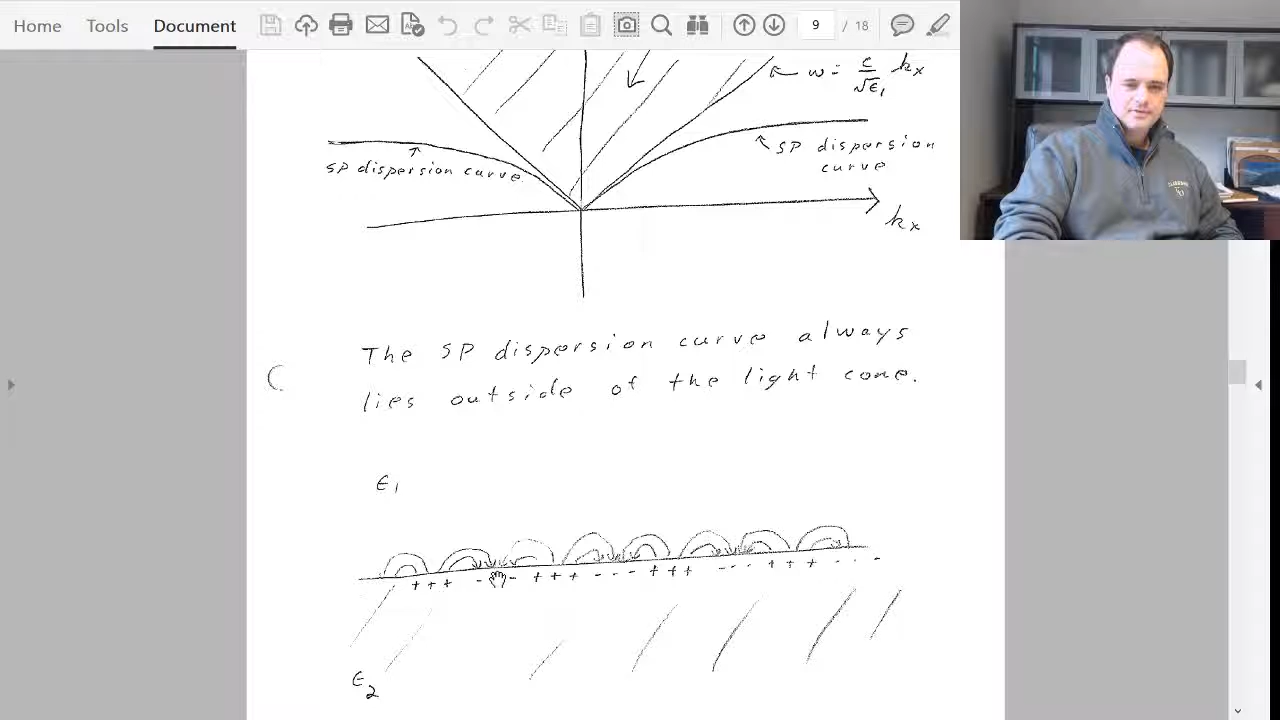 Home Tools Document 9 / 18
ω = c/√ε₁ kx
SP dispersion curve
SP dispersion
curve
kx
The SP dispersion curve always
lies outside of the light cone.
ε₁
+ + + - - + + + - - - + + + - - - + + + - - -
ε₂